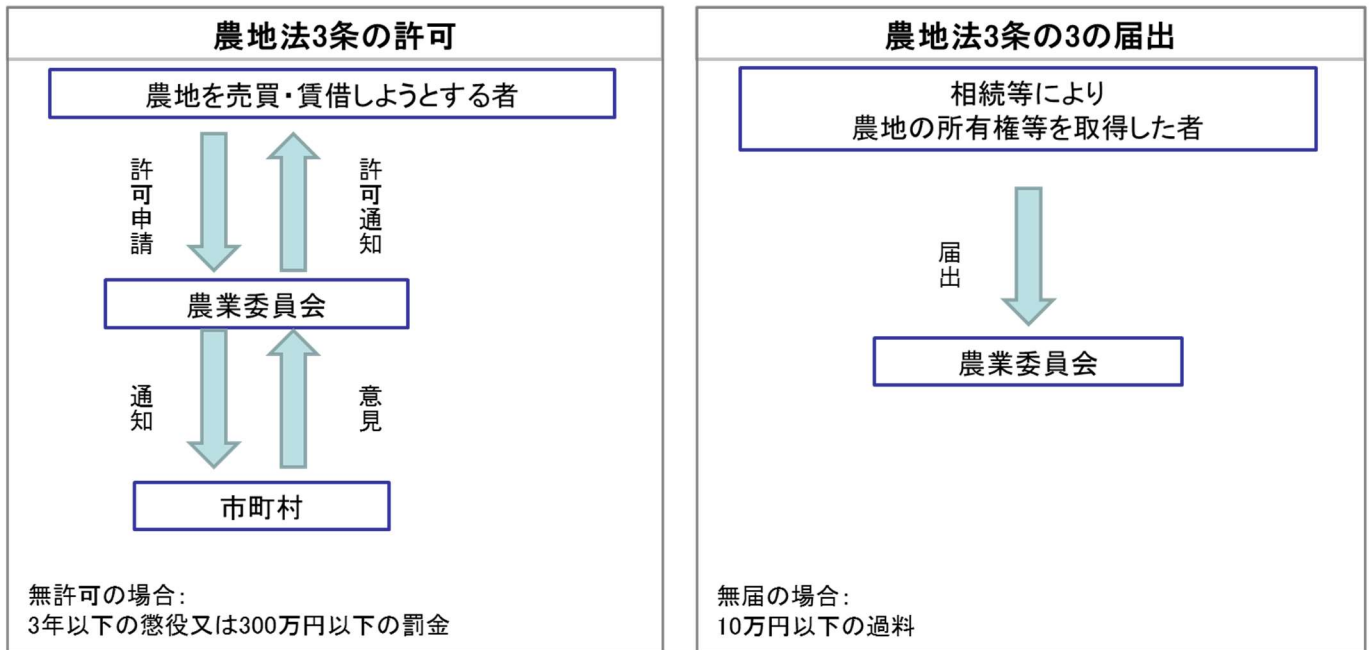 農地法3条の許可
農地を売買・賃借しようとする者
許可申請
許可通知
農業委員会
通知
意見
市町村
無許可の場合:
3年以下の懲役又は300万円以下の罰金
農地法3条の3の届出
相続等により
農地の所有権等を取得した者
届出
農業委員会
無届の場合:
10万円以下の過料